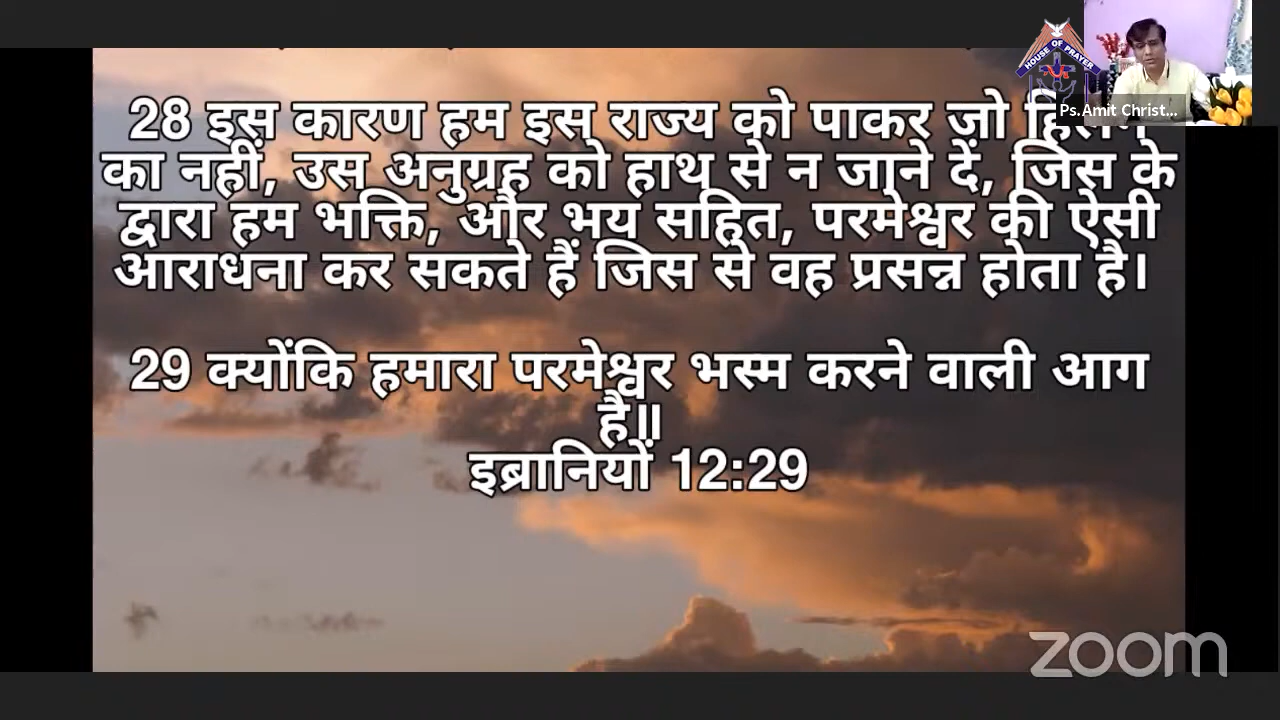 HOUSE OF PRAYER
Ps.Amit Christ...
28 इस कारण हम इस राज्य को पाकर जो
का नहीं, उस अनुग्रह को हाथ से न जाने दें, जिस के
द्वारा हम भक्ति, और भय सहित, परमेश्वर की ऐसी
आराधना कर सकते हैं जिस से वह प्रसन्न होता है।
29 क्योंकि हमारा परमेश्वर भस्म करने वाली आग
है॥
इब्रानियों 12:29
zoom